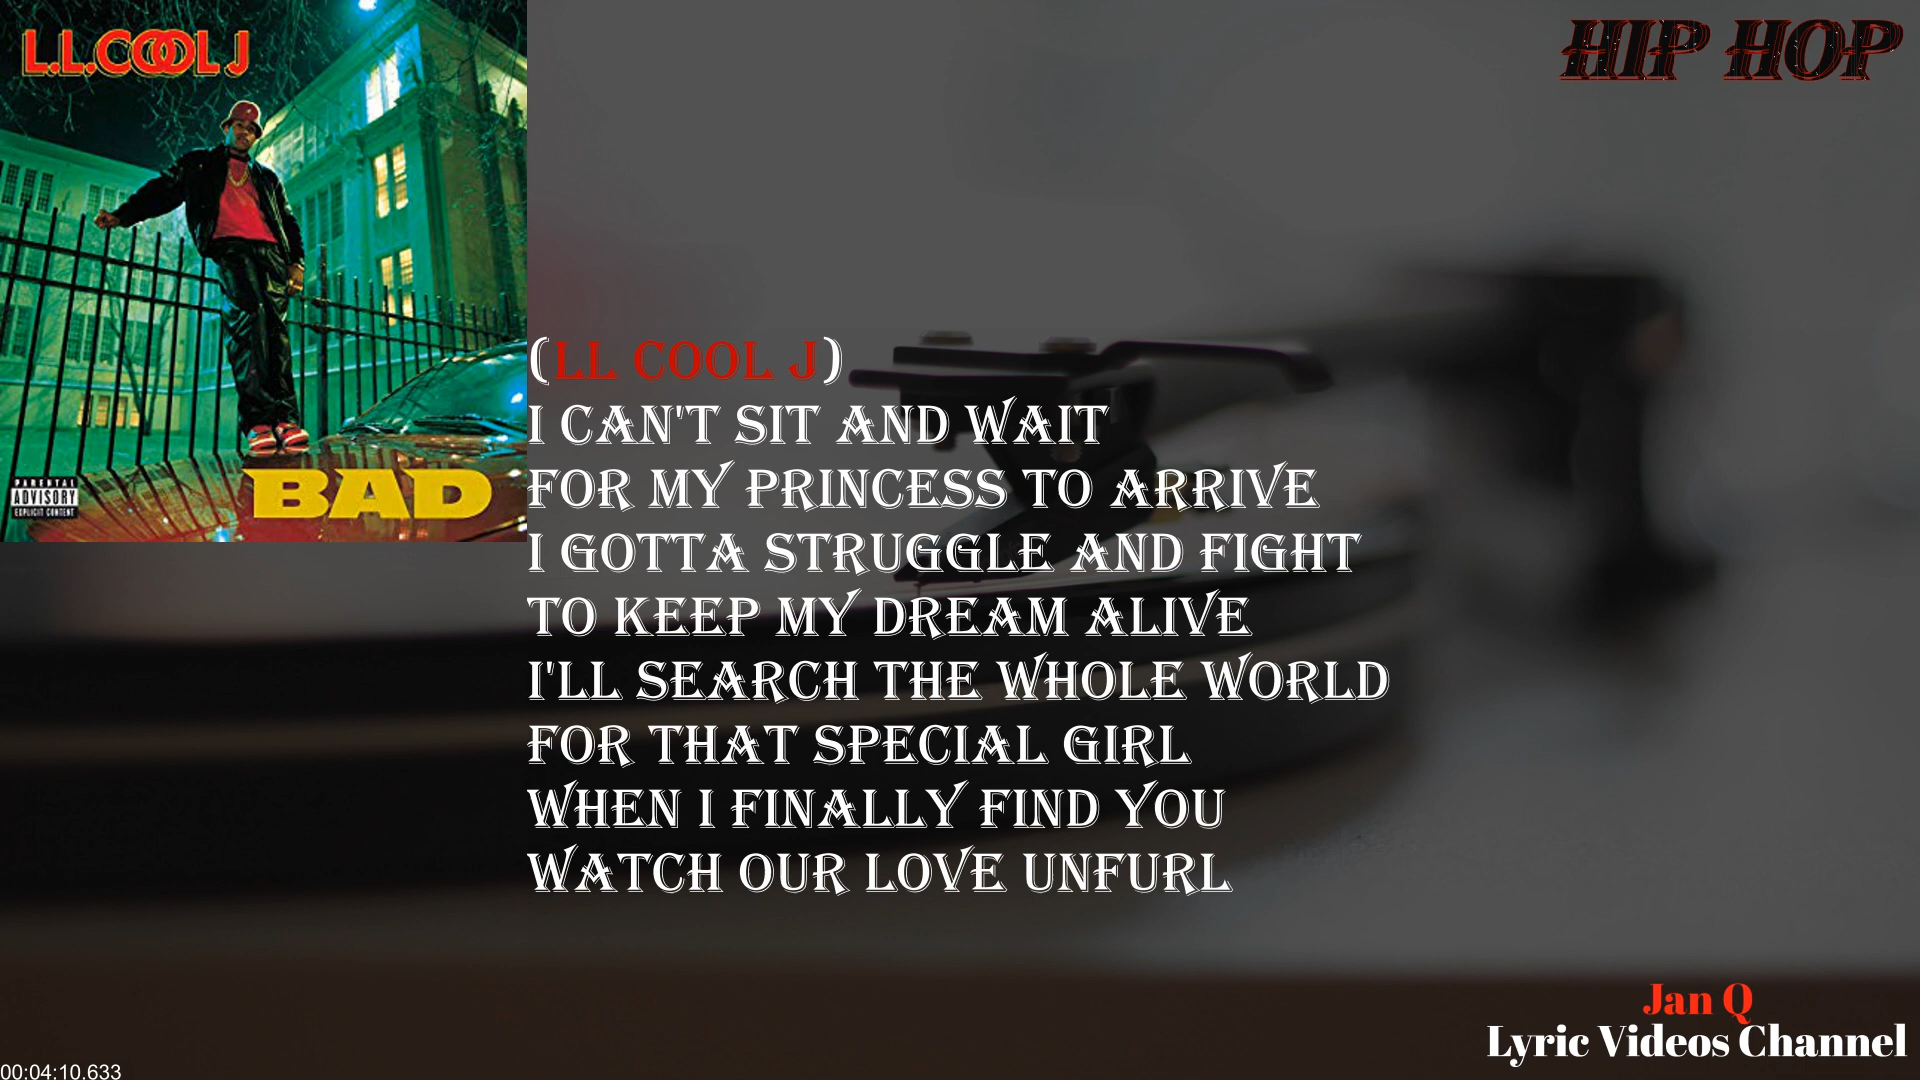 L.L. COOL J
HIP HOP
PARENTAL
ADVISORY
EXPLICIT CONTENT
BAD
(LL COOL J)
I CAN'T SIT AND WAIT
FOR MY PRINCESS TO ARRIVE
I GOTTA STRUGGLE AND FIGHT
TO KEEP MY DREAM ALIVE
I'LL SEARCH THE WHOLE WORLD
FOR THAT SPECIAL GIRL
WHEN I FINALLY FIND YOU
WATCH OUR LOVE UNFURL
Jan Q
Lyric Videos Channel
00:04:10.633